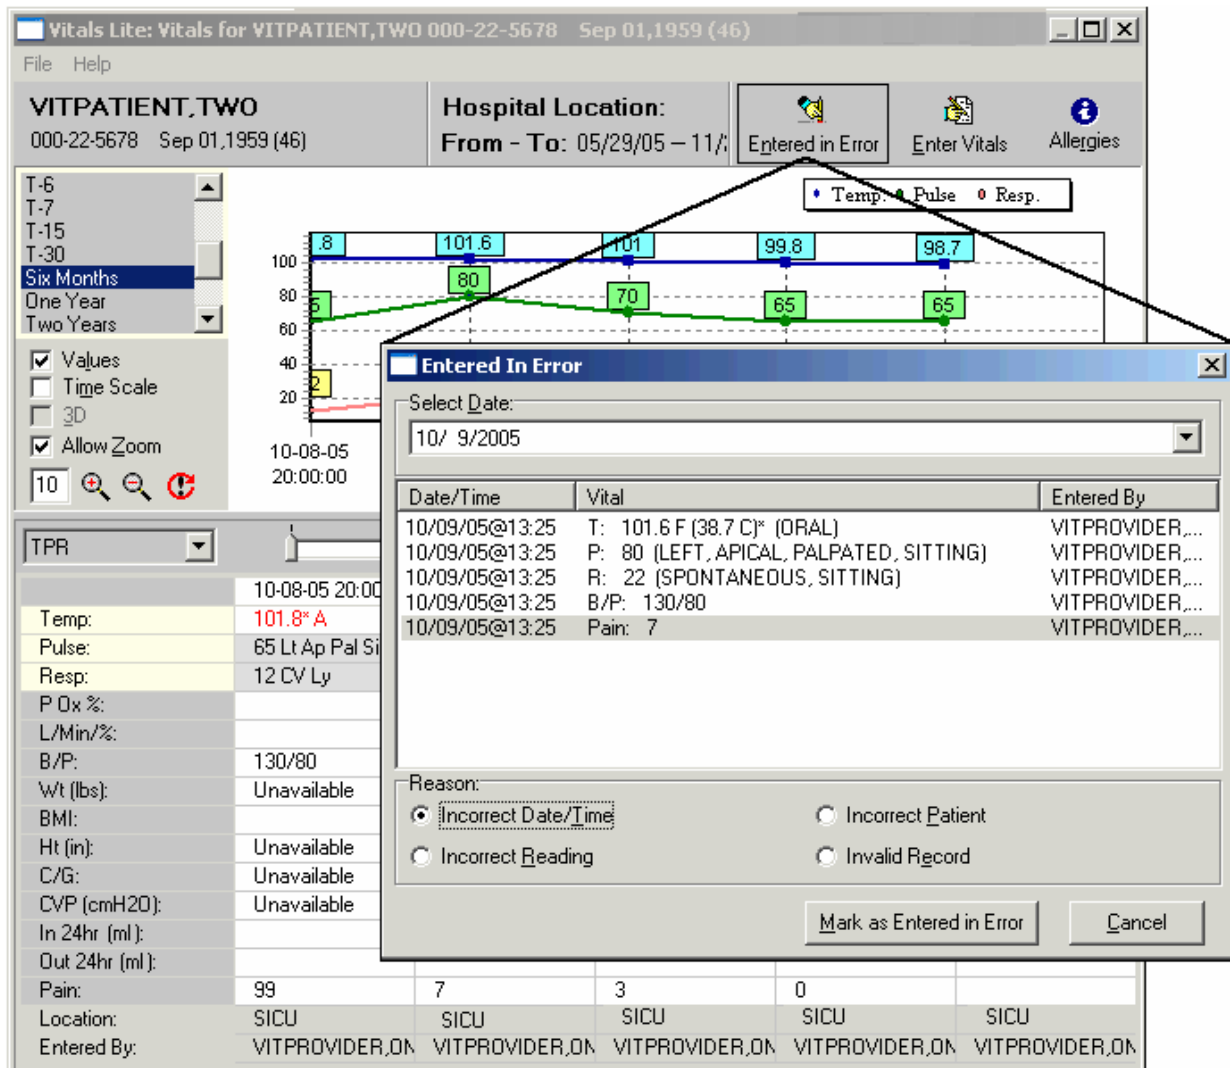 Vitals Lite: Vitals for VITPATIENT,TWO 000-22-5678 Sep 01,1959 (46)
File Help
VITPATIENT,TWO
000-22-5678 Sep 01,1959 (46)
Hospital Location:
From - To: 05/29/05 – 11/
Entered in Error
Enter Vitals
Allergies
T-6
T-7
T-15
T-30
Six Months
One Year
Two Years
Values
Time Scale
3D
Allow Zoom
10
Temp. Pulse Resp.
.8 101.6 101 99.8 98.7
100
80
80 70 65 65
80
5
60
40
20
2
10-08-05
20:00:00
Entered In Error
Select Date:
10/ 9/2005
Date/Time Vital Entered By
10/09/05@13:25 T: 101.6 F (38.7 C)* (ORAL) VITPROVIDER,...
10/09/05@13:25 P: 80 (LEFT, APICAL, PALPATED, SITTING) VITPROVIDER,...
10/09/05@13:25 R: 22 (SPONTANEOUS, SITTING) VITPROVIDER,...
10/09/05@13:25 B/P: 130/80 VITPROVIDER,...
10/09/05@13:25 Pain: 7 VITPROVIDER,...
Reason:
Incorrect Date/Time Incorrect Patient
Incorrect Reading Invalid Record
Mark as Entered in Error Cancel
TPR
10-08-05 20:00
Temp: 101.8* A
Pulse: 65 Lt Ap Pal Si
Resp: 12 CV Ly
P Ox %:
L/Min/%:
B/P: 130/80
Wt (lbs): Unavailable
BMI:
Ht (in): Unavailable
C/G: Unavailable
CVP (cmH2O): Unavailable
In 24hr (ml):
Out 24hr (ml):
Pain: 99 7 3 0
Location: SICU SICU SICU SICU SICU
Entered By: VITPROVIDER,ON VITPROVIDER,ON VITPROVIDER,ON VITPROVIDER,ON VITPROVIDER,ON